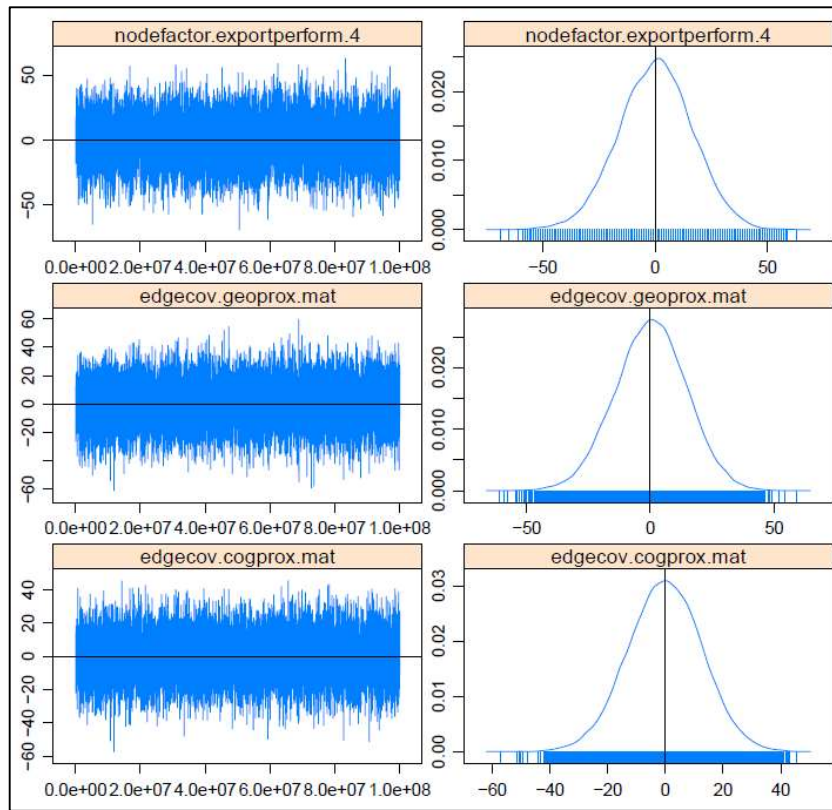 nodefactor.exportperform.4
nodefactor.exportperform.4
50
0
−50
0.0e+002.0e+074.0e+076.0e+078.0e+071.0e+08
0.020
0.010
0.000
−50 0 50
edgecov.geoprox.mat
edgecov.geoprox.mat
60
40
20
0
−20
−60
0.0e+002.0e+074.0e+076.0e+078.0e+071.0e+08
0.020
0.010
0.000
−50 0 50
edgecov.cogprox.mat
edgecov.cogprox.mat
40
20
0
−20
−40
−60
0.0e+002.0e+074.0e+076.0e+078.0e+071.0e+08
0.03
0.02
0.01
0.00
−60 −40 −20 0 20 40